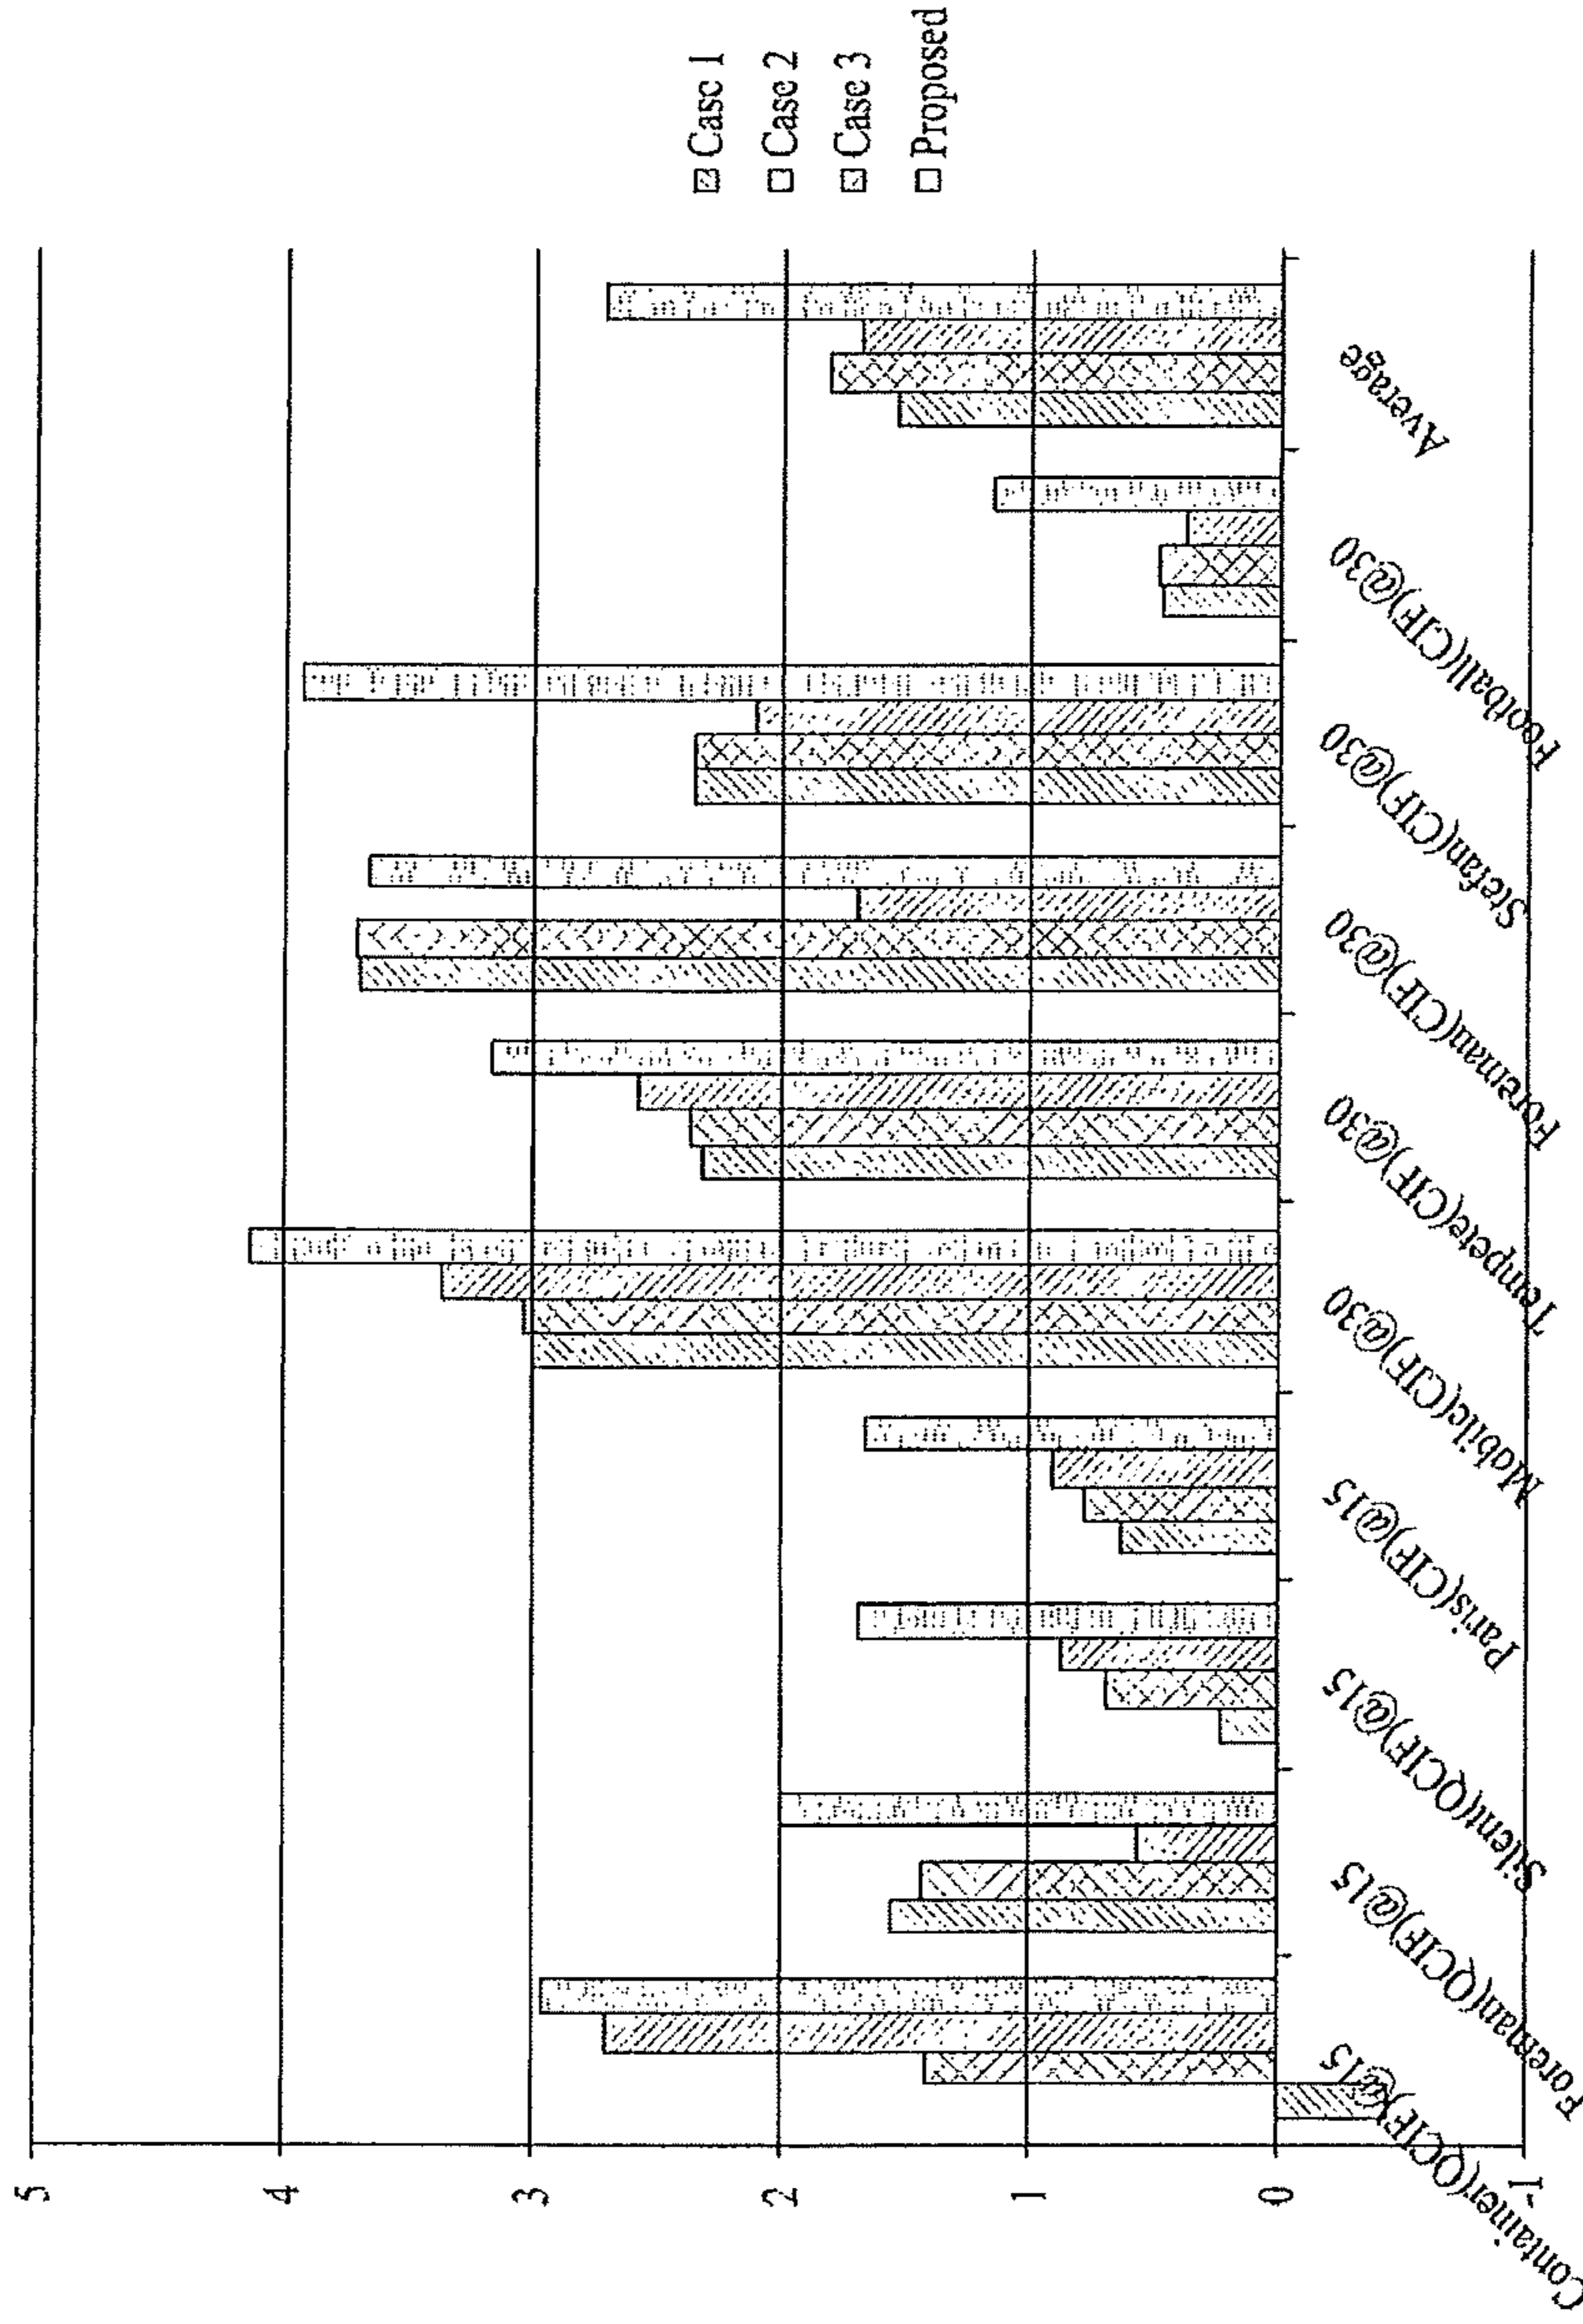 5
4
3
2
1
0
-1
Container(QCIF)@15
Foreman(QCIF)@15
Silent(QCIF)@15
Paris(CIF)@15
Mobile(CIF)@30
Tempete(CIF)@30
Foreman(CIF)@30
Stefan(CIF)@30
Football(CIF)@30
Average
Case 1
Case 2
Case 3
Proposed